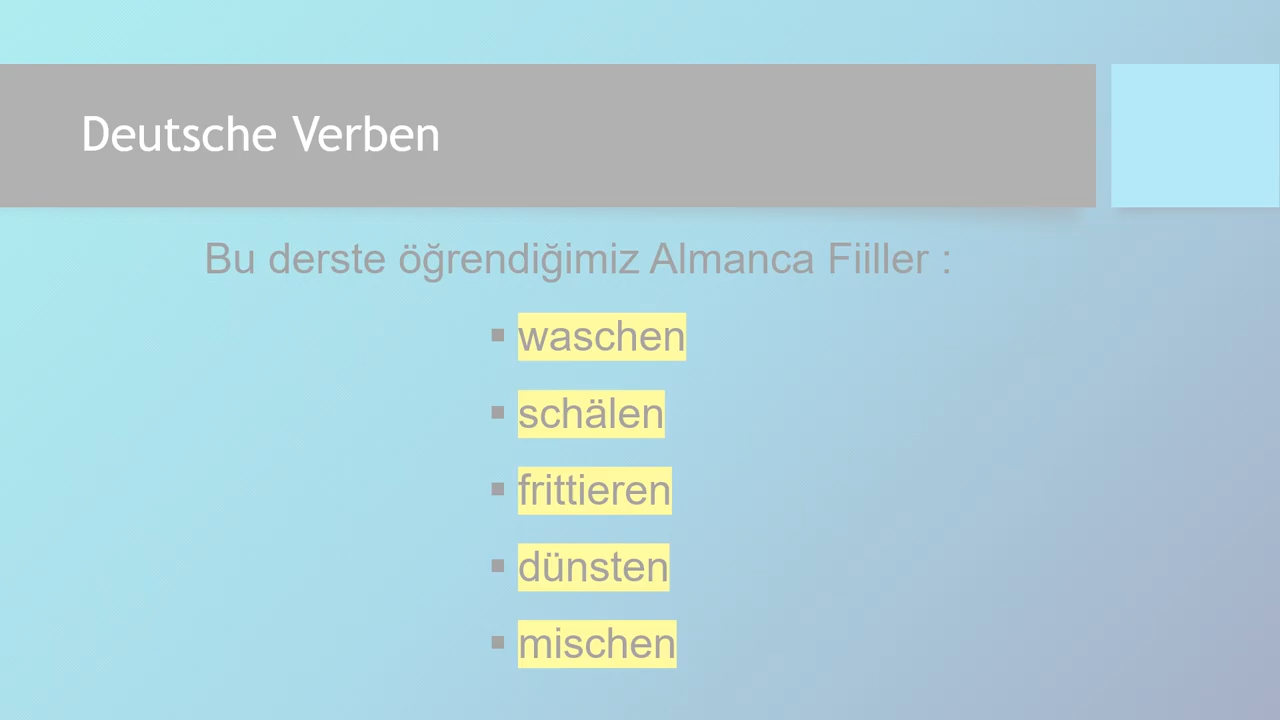 Deutsche Verben
Bu derste öğrendiğimiz Almanca Fiiller :
▪ waschen
▪ schälen
▪ frittieren
▪ dünsten
▪ mischen